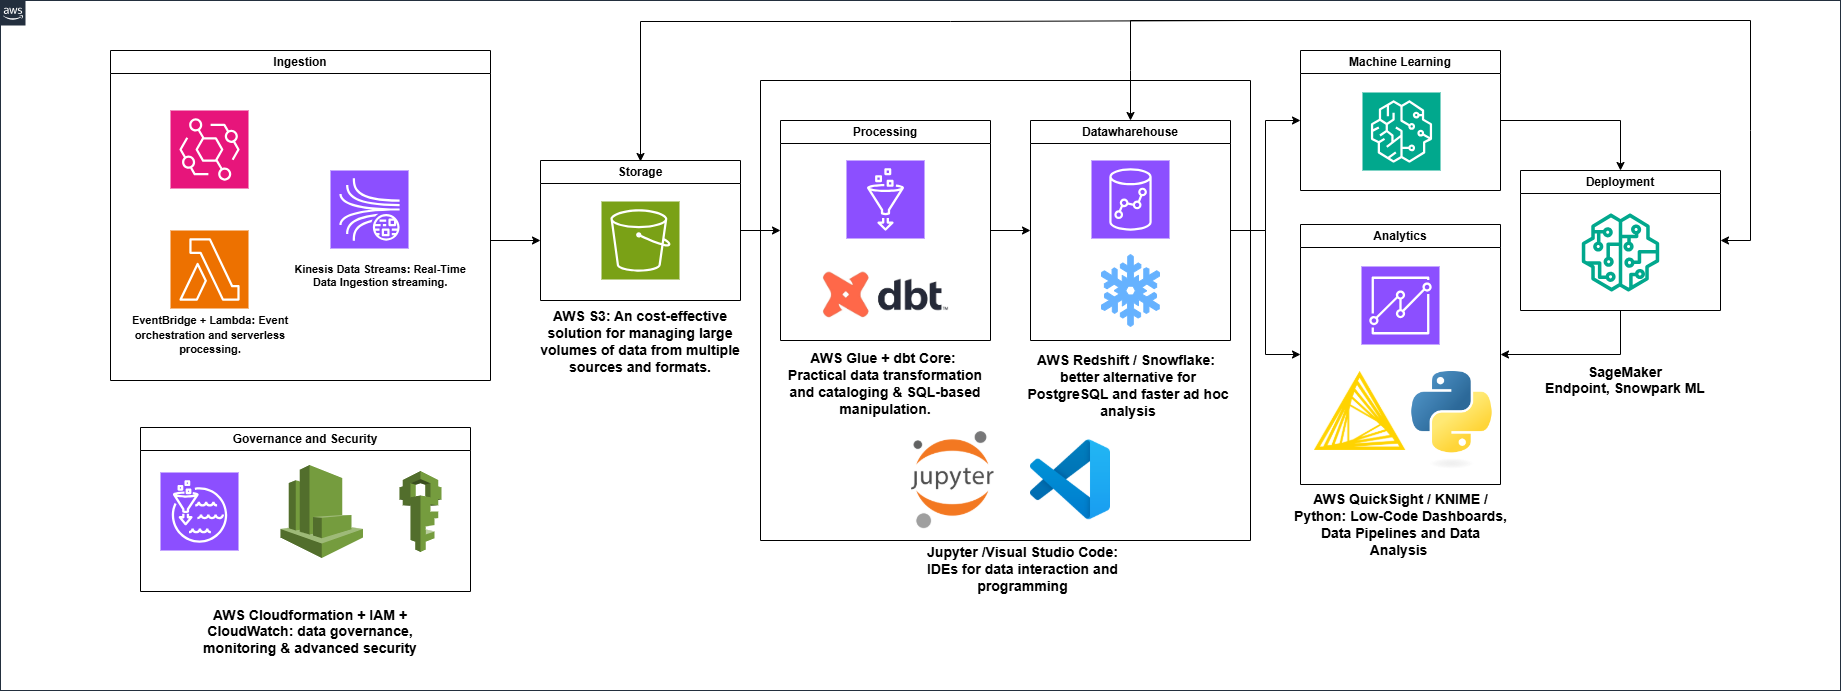 aws
Ingestion
Kinesis Data Streams: Real-Time
Data Ingestion streaming.
EventBridge + Lambda: Event
orchestration and serverless
processing.
Storage
AWS S3: An cost-effective
solution for managing large
volumes of data from multiple
sources and formats.
Processing
dbt
TM
AWS Glue + dbt Core:
Practical data transformation
and cataloging & SQL-based
manipulation.
Datawharehouse
AWS Redshift / Snowflake:
better alternative for
PostgreSQL and faster ad hoc
analysis
jupyter
Jupyter /Visual Studio Code:
IDEs for data interaction and
programming
Machine Learning
Analytics
AWS QuickSight / KNIME /
Python: Low-Code Dashboards,
Data Pipelines and Data
Analysis
Deployment
SageMaker
Endpoint, Snowpark ML
Governance and Security
AWS Cloudformation + IAM +
CloudWatch: data governance,
monitoring & advanced security